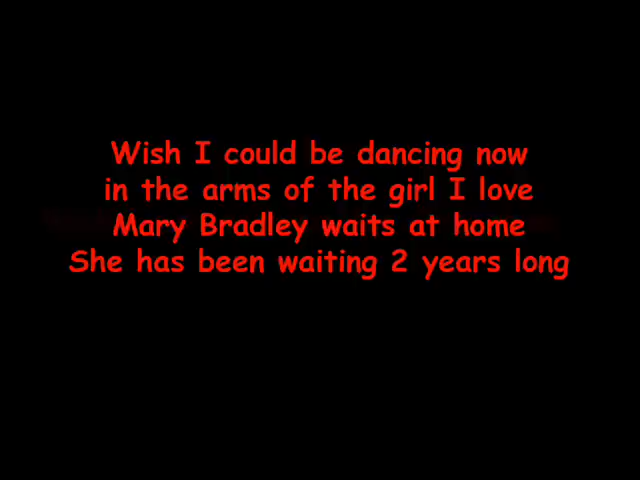 Wish I could be dancing now
in the arms of the girl I love
Mary Bradley waits at home
She has been waiting 2 years long